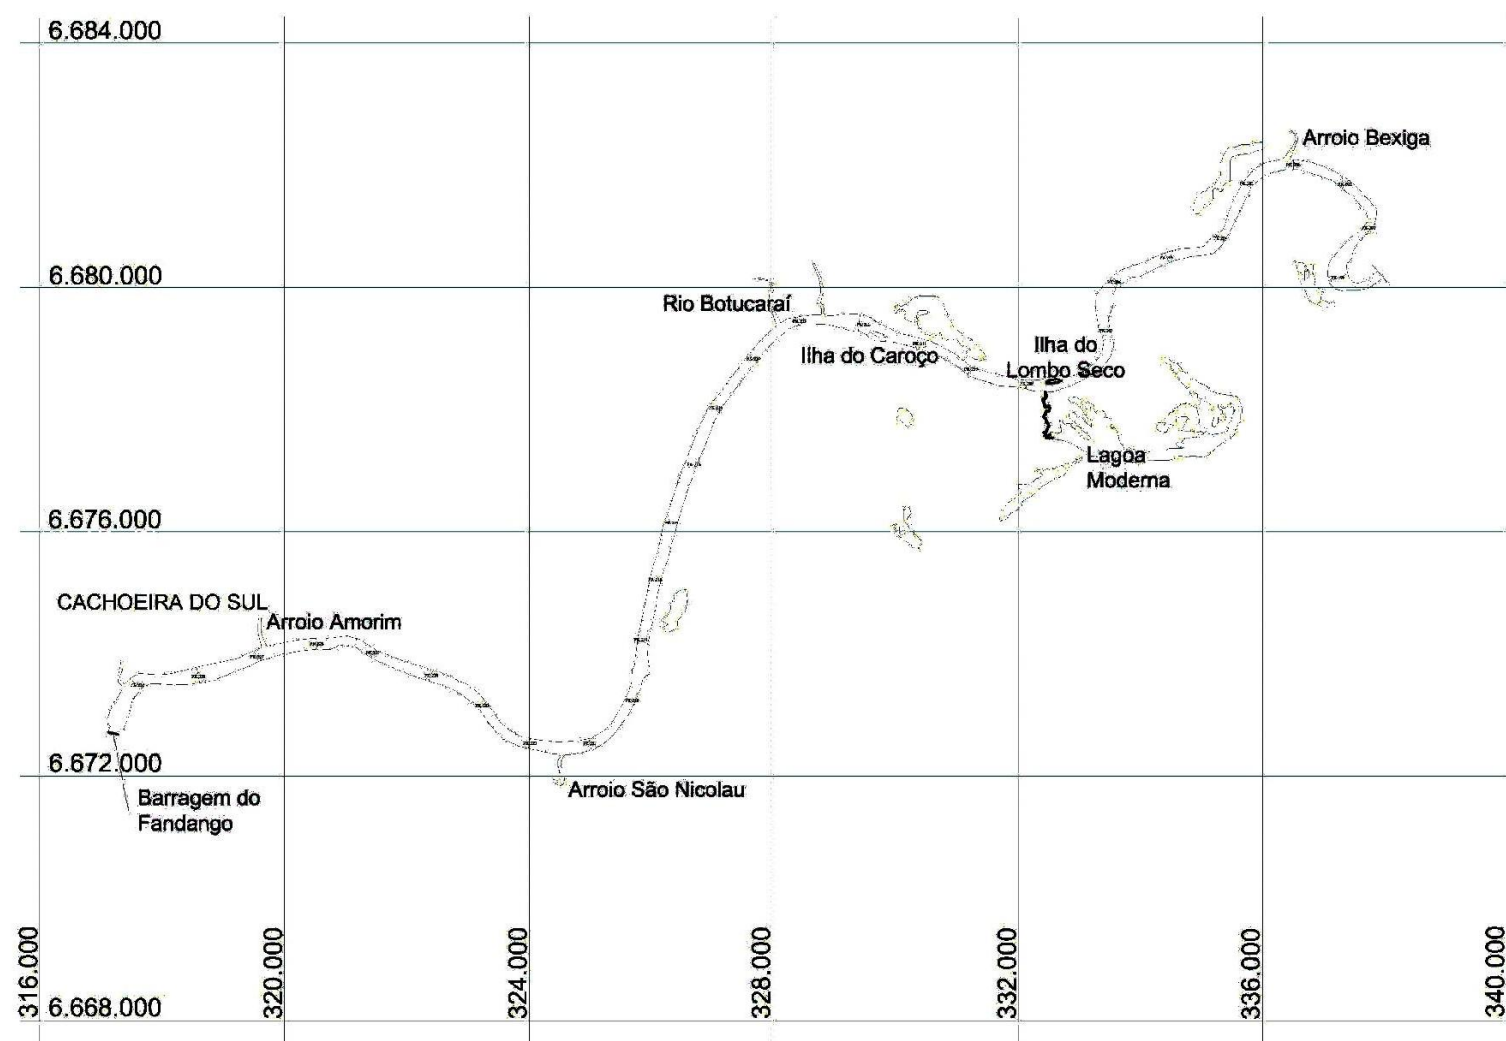 6.684.000
Arroio Bexiga
6.680.000
Rio Botucaraí
Ilha do Caroço
Ilha do
Lombo Seco
Lagoa
Moderna
6.676.000
CACHOEIRA DO SUL
Arroio Amorim
6.672.000
Barragem do
Fandango
Arroio São Nicolau
316.000
320.000
324.000
328.000
332.000
336.000
340.000
6.668.000